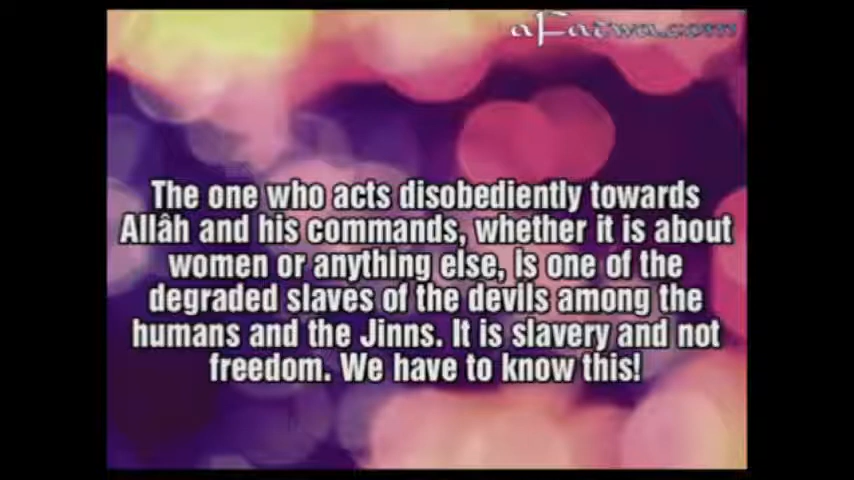 aFatwa.com
The one who acts disobediently towards
Allâh and his commands, whether it is about
women or anything else, is one of the
degraded slaves of the devils among the
humans and the Jinns. It is slavery and not
freedom. We have to know this!